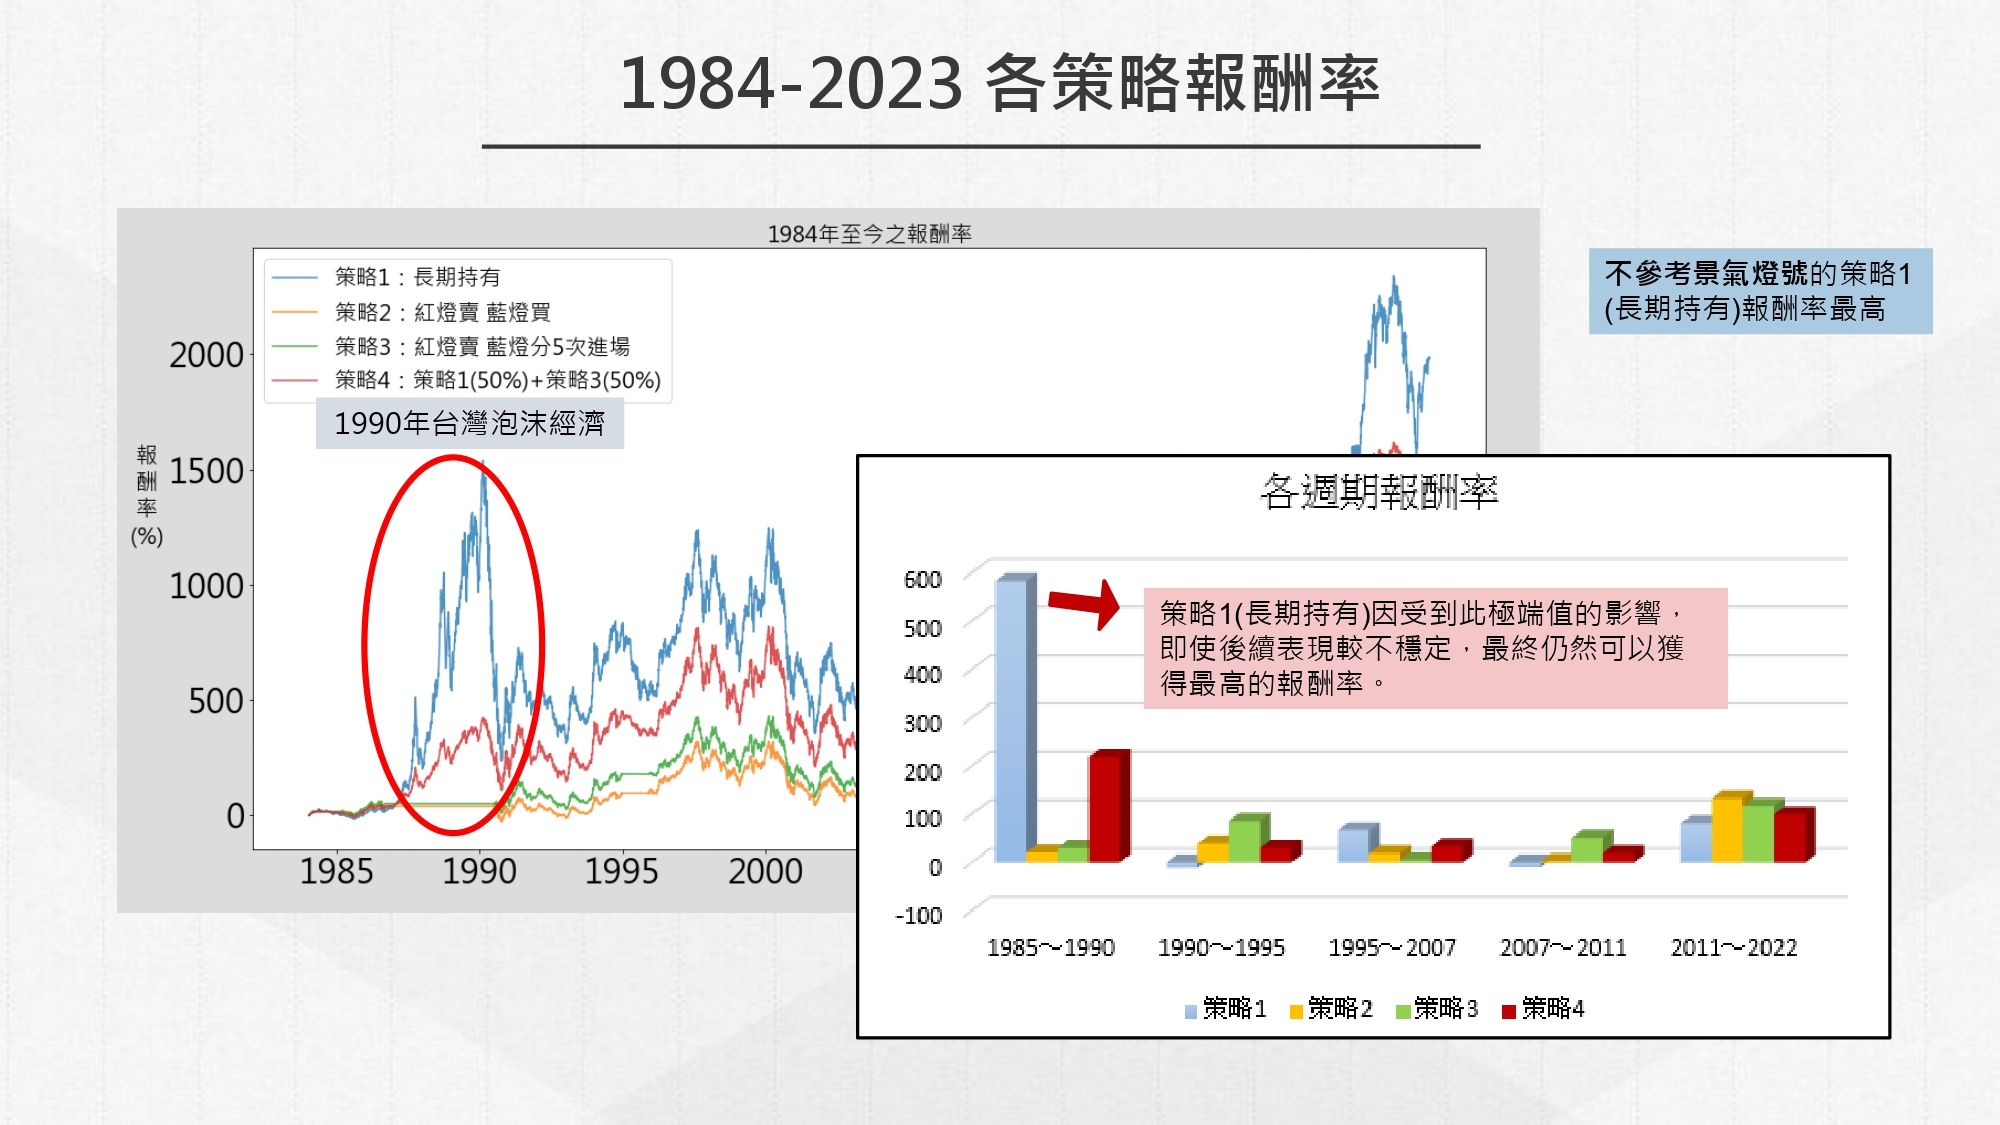 1984-2023 各策略報酬率
1984年至今之報酬率
策略1：長期持有
策略2：紅燈賣 藍燈買
策略3：紅燈賣 藍燈分5次進場
策略4：策略1(50%)+策略3(50%)
1990年台灣泡沫經濟
報
酬
率
(%)
2000
1500
1000
500
0
1985
1990
1995
2000
不參考景氣燈號的策略1
(長期持有)報酬率最高
各週期報酬率
600
500
400
300
200
100
0
-100
策略1(長期持有)因受到此極端值的影響，
即使後續表現較不穩定，最終仍然可以獲
得最高的報酬率。
1985～1990
1990～1995
1995～2007
2007～2011
2011～2022
策略1
策略2
策略3
策略4